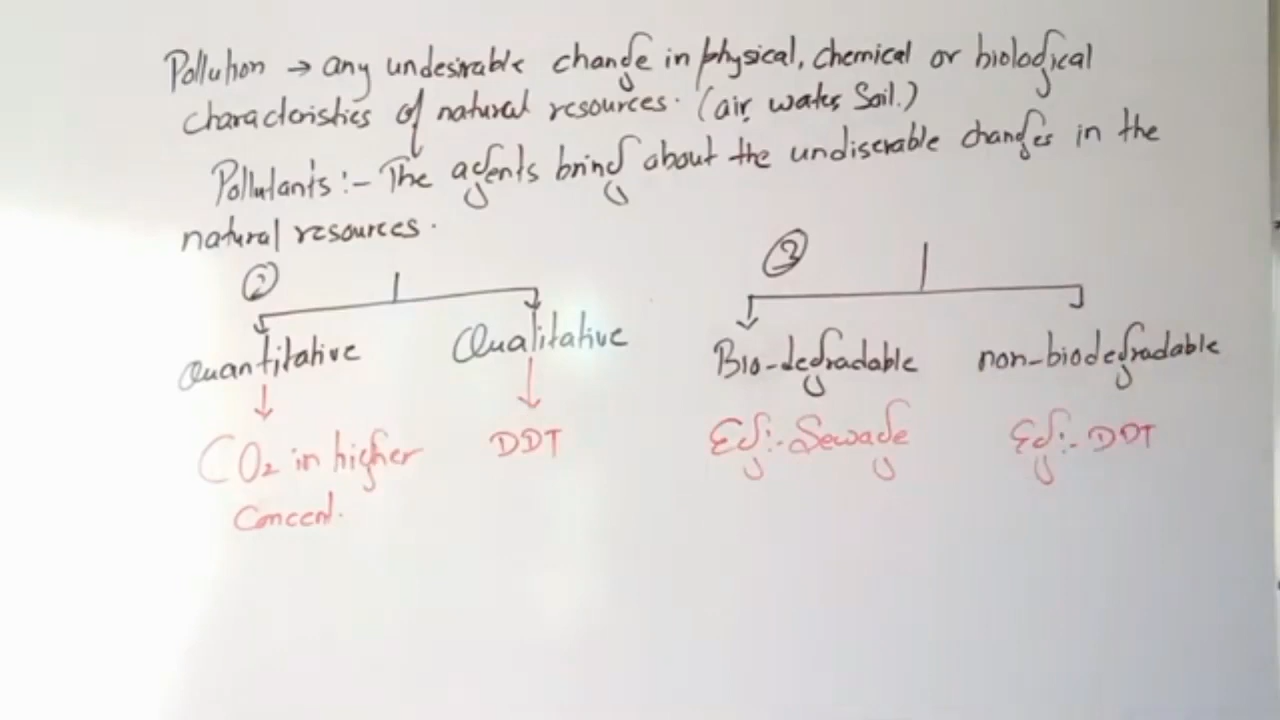 Pollution → any undesirable change in physical, chemical or biological
characteristics of natural resources. (air, water, Soil.)
Pollutants :- The agents bring about the undiserable changes in the
natural resources.
② ③
Quantitative Qualitative Bio-degradable non-biodegradable
CO₂ in higher DDT Eg:- Sewage Eg:- DDT
Concent.